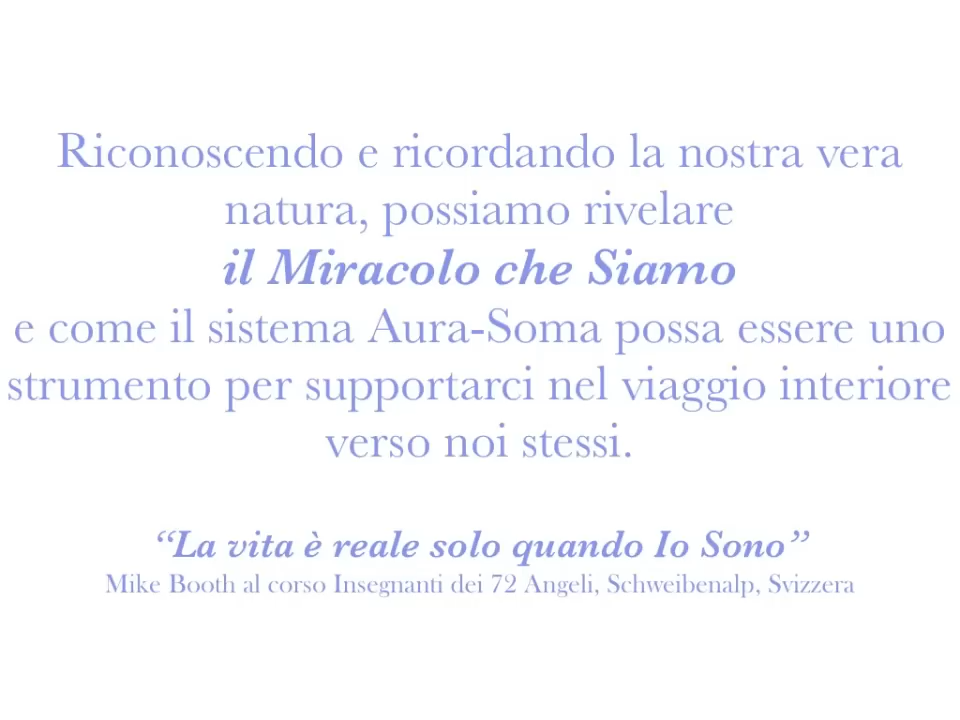 Riconoscendo e ricordando la nostra vera
natura, possiamo rivelare
il Miracolo che Siamo
e come il sistema Aura-Soma possa essere uno
strumento per supportarci nel viaggio interiore
verso noi stessi.
“La vita è reale solo quando Io Sono”
Mike Booth al corso Insegnanti dei 72 Angeli, Schweibenalp, Svizzera